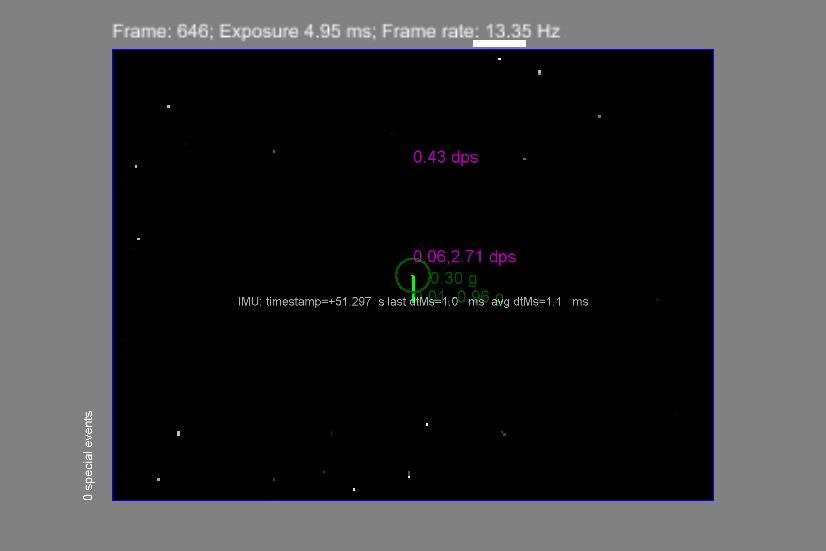 Frame: 646; Exposure 4.95 ms; Frame rate: 13.35 Hz
0.43 dps
0.06,2.71 dps
0.30 g
0.96 g
IMU: timestamp=+51.297 s last dtMs=1.0 ms avg dtMs=1.1 ms
0 special events